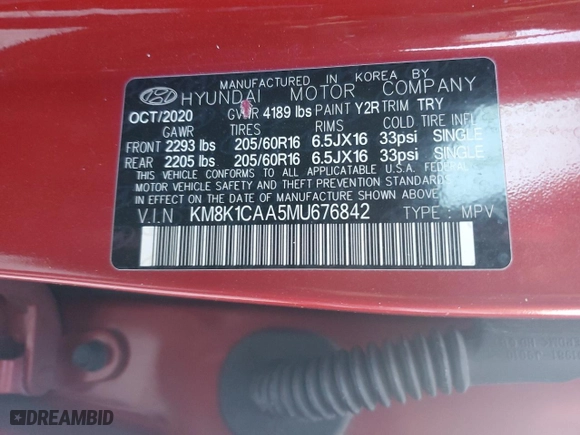 MANUFACTURED IN KOREA BY
HYUNDAI MOTOR COMPANY
OCT/2020 GVWR 4189 lbs PAINT Y2R TRIM TRY
GAWR TIRES RIMS COLD TIRE INFL
FRONT 2293 lbs 205/60R16 6.5JX16 33psi SINGLE
REAR 2205 lbs 205/60R16 6.5JX16 33psi SINGLE
THIS VEHICLE CONFORMS TO ALL APPLICABLE U.S.A. FEDERAL
MOTOR VEHICLE SAFETY AND THEFT PREVENTION STANDARDS IN
EFFECT ON THE DATE OF MANUFACTURE SHOWN ABOVE.
V.I.N KM8K1CAA5MU676842 TYPE : MPV
DREAMBID